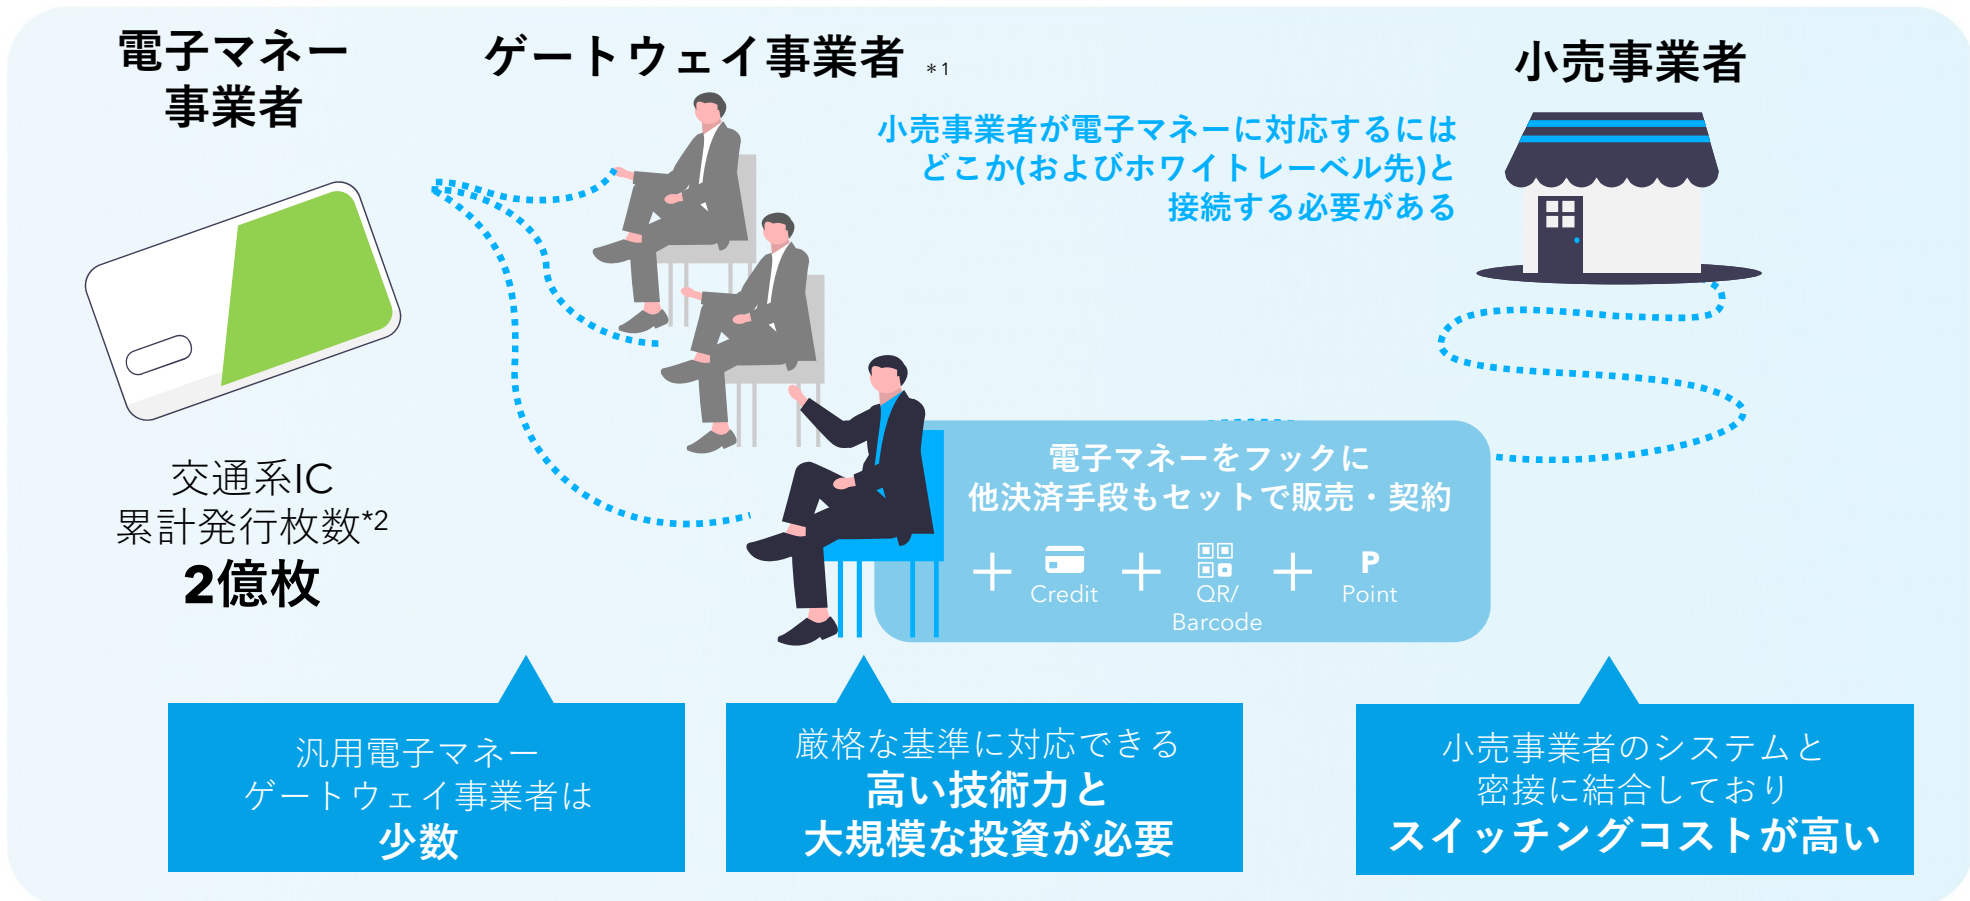 電子マネー
事業者
ゲートウェイ事業者 *1
小売事業者
小売事業者が電子マネーに対応するには
どこか(およびホワイトレーベル先)と
接続する必要がある
交通系IC
累計発行枚数*2
2億枚
電子マネーをフックに
他決済手段もセットで販売・契約
+ Credit + QR/ + P Point
Barcode
汎用電子マネー
ゲートウェイ事業者は
少数
厳格な基準に対応できる
高い技術力と
大規模な投資が必要
小売事業者のシステムと
密接に結合しており
スイッチングコストが高い